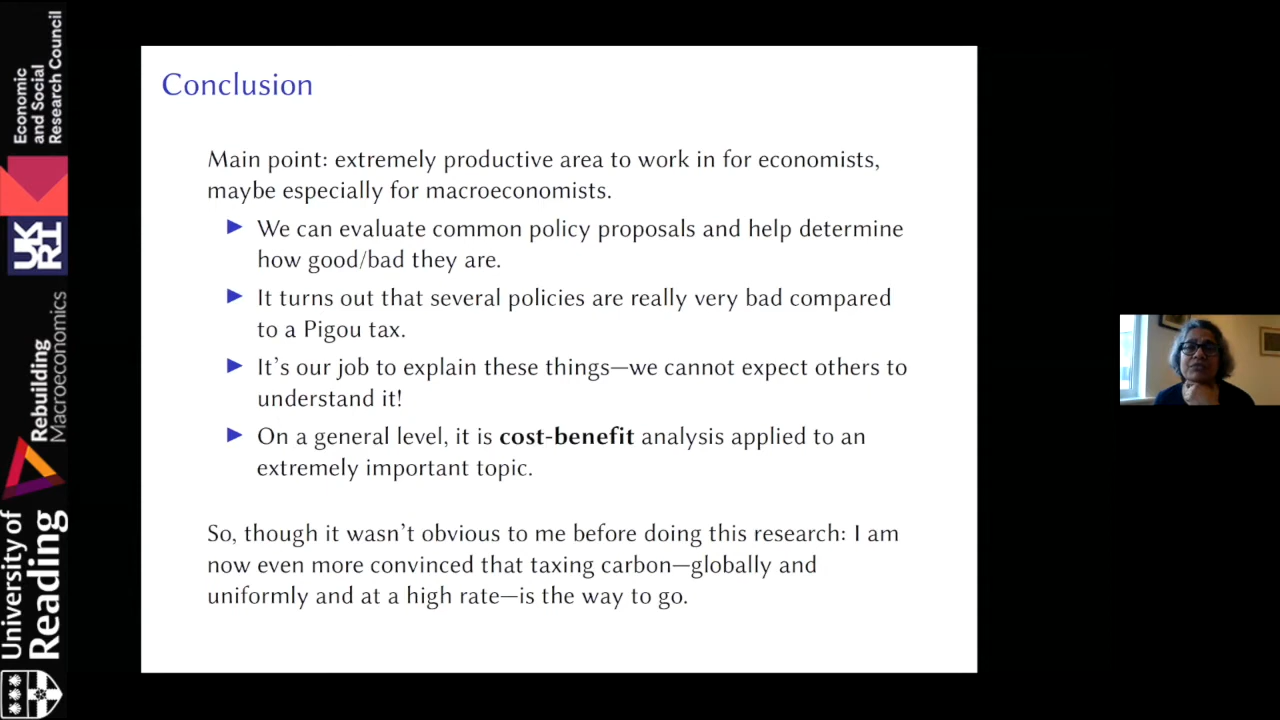 Conclusion
Main point: extremely productive area to work in for economists,
maybe especially for macroeconomists.
We can evaluate common policy proposals and help determine
how good/bad they are.
It turns out that several policies are really very bad compared
to a Pigou tax.
It's our job to explain these things—we cannot expect others to
understand it!
On a general level, it is cost-benefit analysis applied to an
extremely important topic.
So, though it wasn't obvious to me before doing this research: I am
now even more convinced that taxing carbon—globally and
uniformly and at a high rate—is the way to go.
Economic
and Social
Research Council
UKRI
Rebuilding
Macroeconomics
University of
Reading